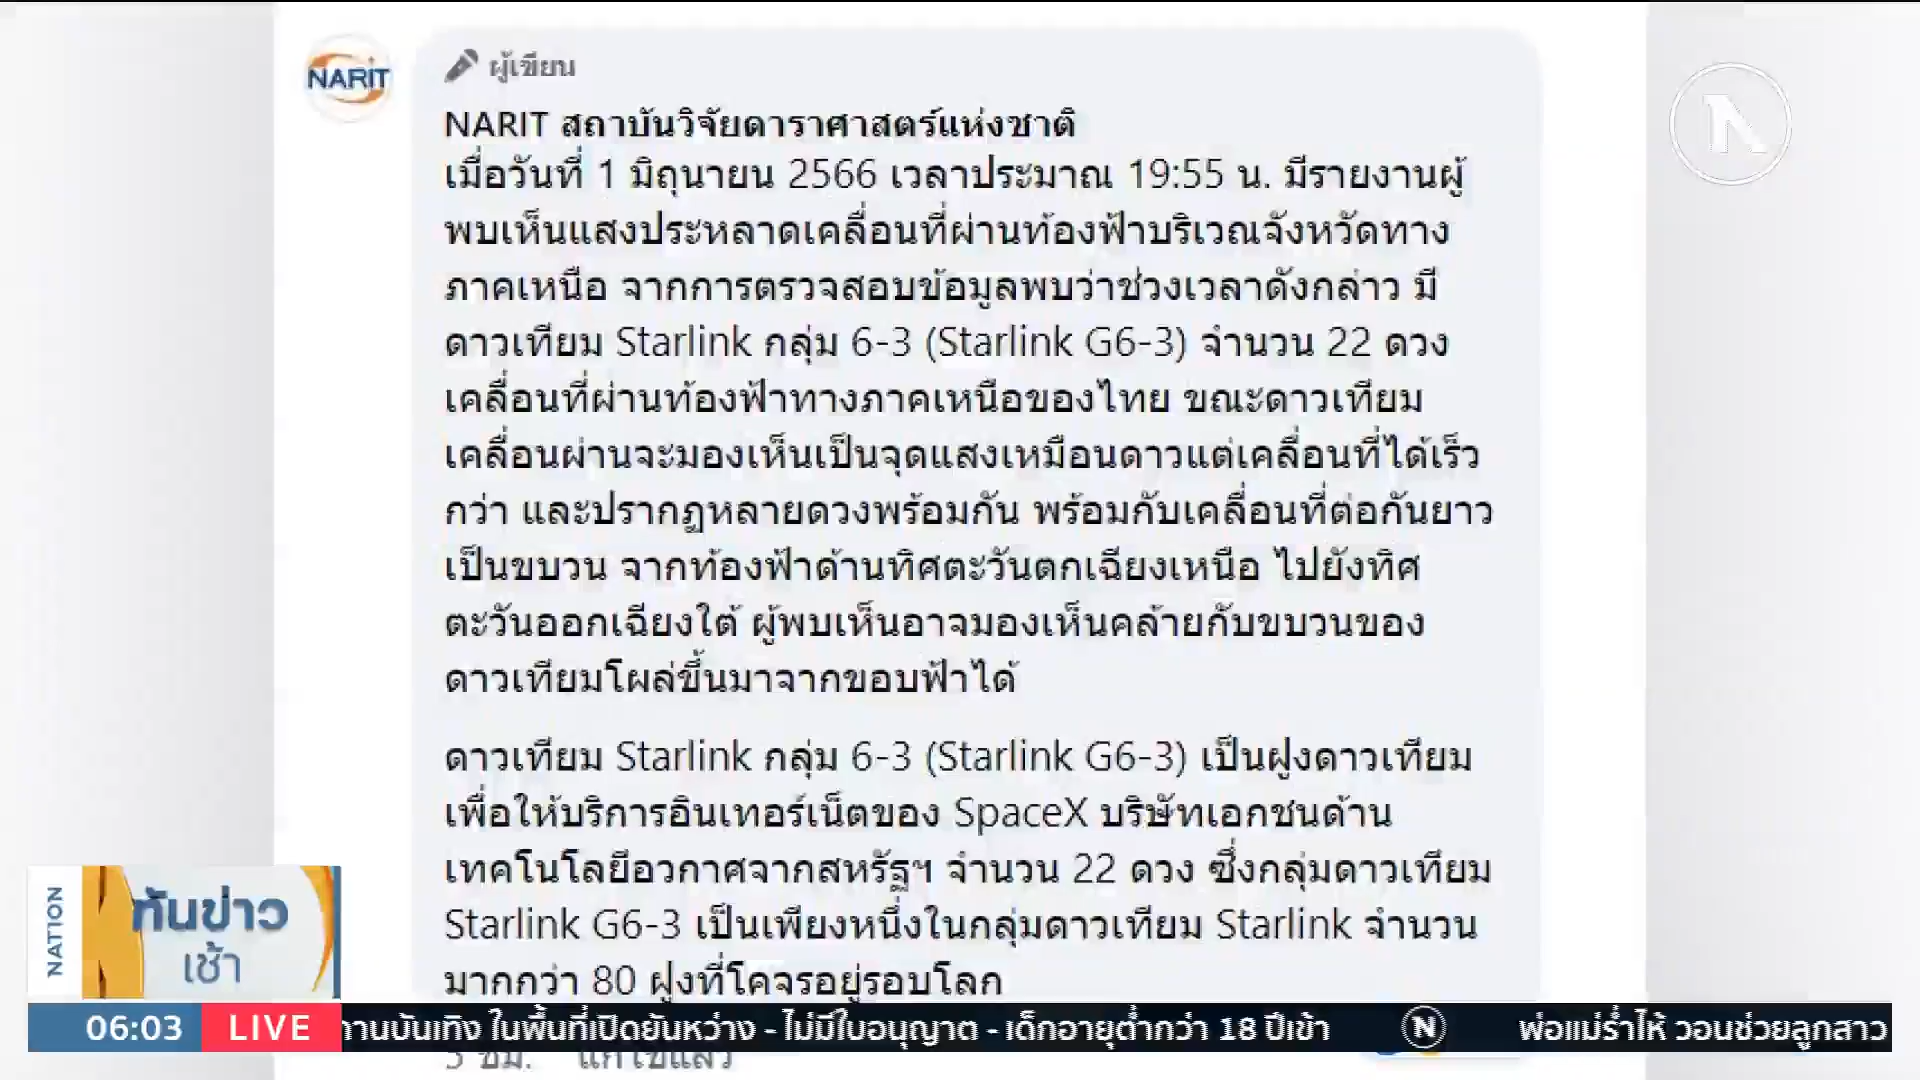 NARIT
ผู้เขียน
NARIT สถาบันวิจัยดาราศาสตร์แห่งชาติ
เมื่อวันที่ 1 มิถุนายน 2566 เวลาประมาณ 19:55 น. มีรายงานผู้
พบเห็นแสงประหลาดเคลื่อนที่ผ่านท้องฟ้าบริเวณจังหวัดทาง
ภาคเหนือ จากการตรวจสอบข้อมูลพบว่าช่วงเวลาดังกล่าว มี
ดาวเทียม Starlink กลุ่ม 6-3 (Starlink G6-3) จำนวน 22 ดวง
เคลื่อนที่ผ่านท้องฟ้าทางภาคเหนือของไทย ขณะดาวเทียม
เคลื่อนผ่านจะมองเห็นเป็นจุดแสงเหมือนดาวแต่เคลื่อนที่ได้เร็ว
กว่า และปรากฏหลายดวงพร้อมกัน พร้อมกับเคลื่อนที่ต่อกันยาว
เป็นขบวน จากท้องฟ้าด้านทิศตะวันตกเฉียงเหนือ ไปยังทิศ
ตะวันออกเฉียงใต้ ผู้พบเห็นอาจมองเห็นคล้ายกับขบวนของ
ดาวเทียมโผล่ขึ้นมาจากขอบฟ้าได้
ดาวเทียม Starlink กลุ่ม 6-3 (Starlink G6-3) เป็นฝูงดาวเทียม
เพื่อให้บริการอินเทอร์เน็ตของ SpaceX บริษัทเอกชนด้าน
เทคโนโลยีอวกาศจากสหรัฐฯ จำนวน 22 ดวง ซึ่งกลุ่มดาวเทียม
Starlink G6-3 เป็นเพียงหนึ่งในกลุ่มดาวเทียม Starlink จำนวน
มากกว่า 80 ฝูงที่โคจรอยู่รอบโลก
NATION
ทันข่าว
เช้า
06:03 LIVE านบันเทิง ในพื้นที่เปิดยันหว่าง - ไม่มีใบอนุญาต - เด็กอายุต่ำกว่า 18 ปีเข้า N พ่อแม่ร่ำไห้ วอนช่วยลูกสาว
ชม. แก้ไขแล้ว